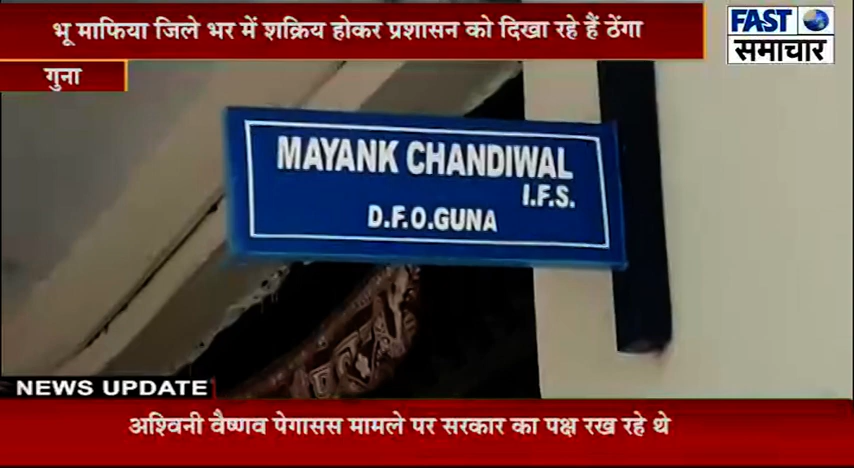 भू माफिया जिले भर में शक्रिय होकर प्रशासन को दिखा रहे हैं ठेंगा
FAST
समाचार
गुना
MAYANK CHANDIWAL
I.F.S.
D.F.O.GUNA
NEWS UPDATE
अश्विनी वैष्णव पेगासस मामले पर सरकार का पक्ष रख रहे थे